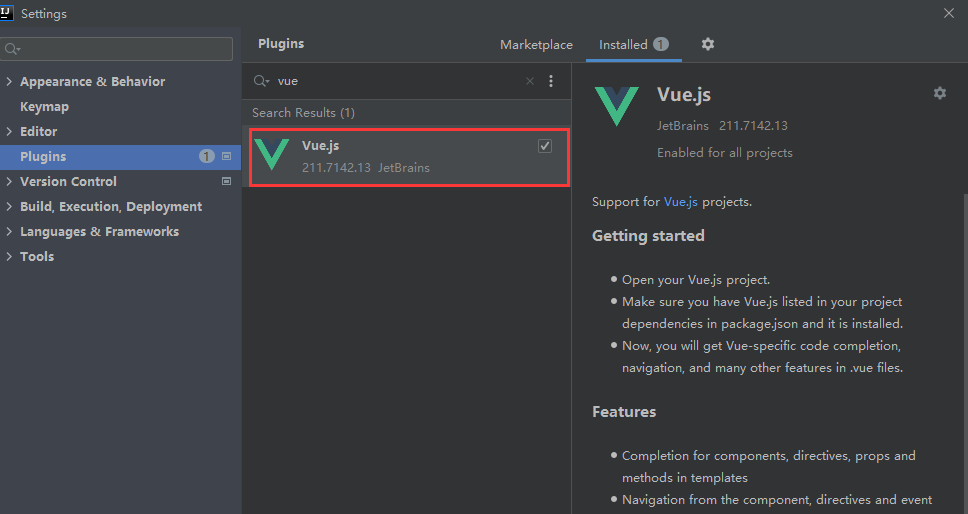 IJ
Settings
Appearance & Behavior
Keymap
Editor
Plugins 1
Version Control
Build, Execution, Deployment
Languages & Frameworks
Tools
Plugins
Marketplace Installed 1
vue
Search Results (1)
Vue.js
211.7142.13 JetBrains
Vue.js
JetBrains 211.7142.13
Enabled for all projects
Support for Vue.js projects.
Getting started
Open your Vue.js project.
Make sure you have Vue.js listed in your project
dependencies in package.json and it is installed.
Now, you will get Vue-specific code completion,
navigation, and many other features in .vue files.
Features
Completion for components, directives, props and
methods in templates
Navigation from the component, directives and event